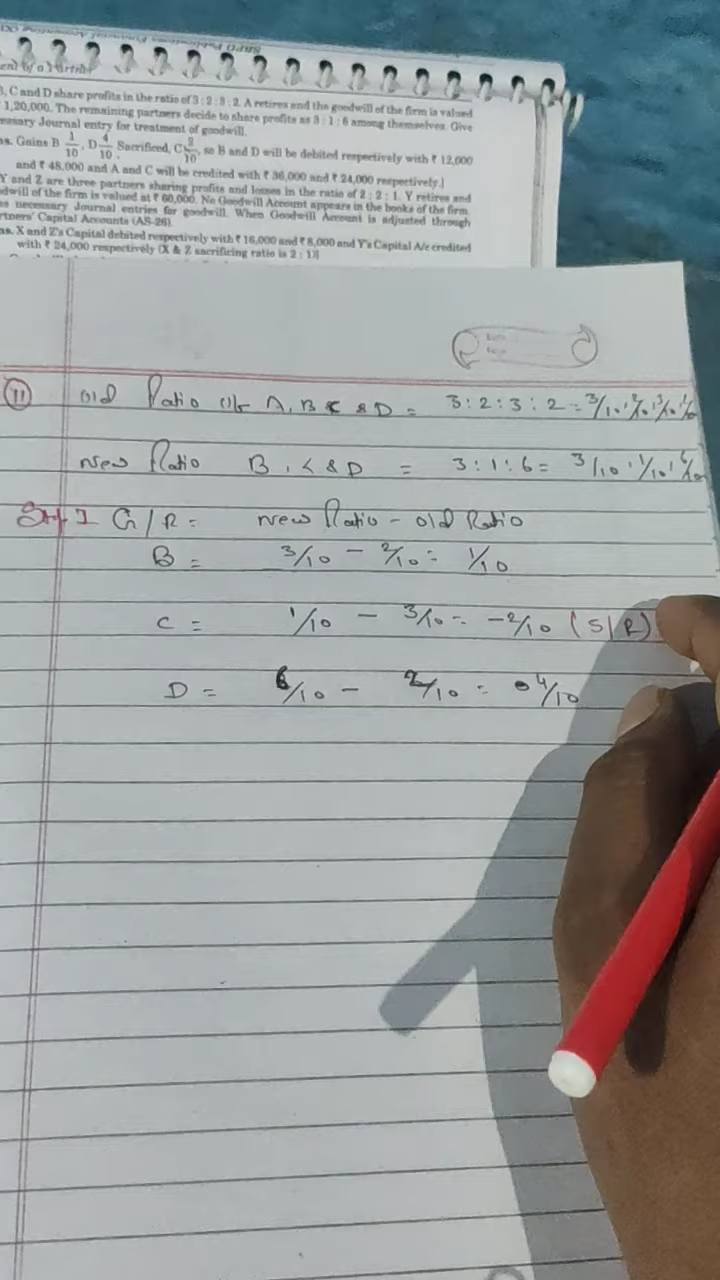 ent of a Partner
, C and D share profits in the ratio of 3 : 2 : 3 : 2. A retires and the goodwill of the firm is valued
1,20,000. The remaining partners decide to share profits as 3 : 1 : 6 among themselves. Give
essary Journal entry for treatment of goodwill.
ns. Gains B 1/10, D 4/10 Sacrificed, C 2/10, so B and D will be debited respectively with ₹ 12,000
and ₹ 48,000 and A and C will be credited with ₹ 36,000 and ₹ 24,000 respectively.]
Y and Z are three partners sharing profits and losses in the ratio of 2 : 2 : 1. Y retires and
dwill of the firm is valued at ₹ 60,000. No Goodwill Account appears in the books of the firm.
ss necessary Journal entries for goodwill. When Goodwill Account is adjusted through
rtners' Capital Accounts (AS-26).
ns. X and Z's Capital debited respectively with ₹ 16,000 and ₹ 8,000 and Y's Capital A/c credited
with ₹ 24,000 respectively (X & Z sacrificing ratio is 2 : 1)]
11 old Ratio A, B C & D = 3:2:3:2 = 3/10, 2/10, 3/10, 2/10
New Ratio B, C & D = 3:1:6 = 3/10, 1/10, 6/10
Step I G/R = New Ratio - old Ratio
B = 3/10 - 2/10 = 1/10
C = 1/10 - 3/10 = -2/10 (S/R)
D = 6/10 - 2/10 = 4/10